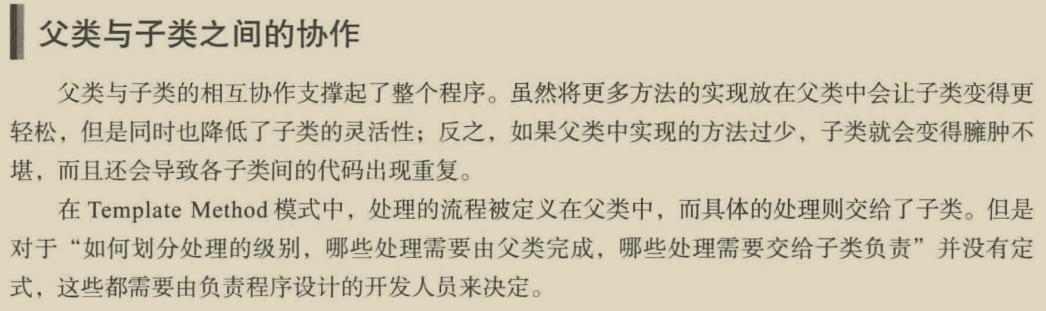 父类与子类之间的协作
父类与子类的相互协作支撑起了整个程序。虽然将更多方法的实现放在父类中会让子类变得更
轻松，但是同时也降低了子类的灵活性；反之，如果父类中实现的方法过少，子类就会变得臃肿不
堪，而且还会导致各子类间的代码出现重复。
在 Template Method 模式中，处理的流程被定义在父类中，而具体的处理则交给了子类。但是
对于“如何划分处理的级别，哪些处理需要由父类完成，哪些处理需要交给子类负责”并没有定
式，这些都需要由负责程序设计的开发人员来决定。